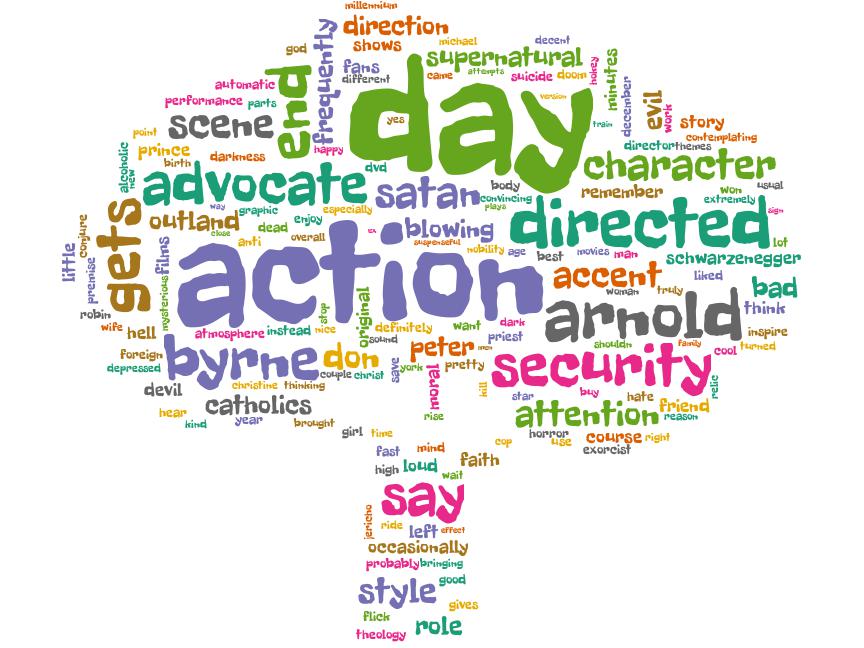 millennium
direction
frequently
shows
michael
decent
god
end
day
supernatural
fans
different
came
attempts
suicide
doom
hokey
minutes
automatic
performance
parts
version
yes
december
evil
work
story
scene
train
contemplating
point
prince
birth
darkness
happy
director
themes
alcoholic
new
dvd
character
advocate
satan
body
convincing
plays
remember
won
usual
extremely
gets
way
graphic
especially
outland
close
dead
enjoy
blowing
suspenseful
directed
sign
lot
little
conjure
premise
films
mysterious
anti
overall
action
nobility
age
best
movies
man
schwarzenegger
accent
woman
truly
liked
bad
think
robin
wife
hell
atmosphere
instead
nice
stop
original
sound
definitely
want
dark
priest
arnold
inspire
foreign
depressed
byrne
don
couple
christ
save
york
peter
men
pretty
moral
shouldn
family
cool
turned
security
relic
devil
christine
thinking
kill
star
buy
hate
friend
reason
catholics
hear
kind
year
brought
rise
attention
girl
time
horror
cop
use
course
right
exorcist
fast
mind
high
loud
faith
wait
say
jericho
ride
left
effect
occasionally
probably
bringing
style
good
gives
flick
theology
role